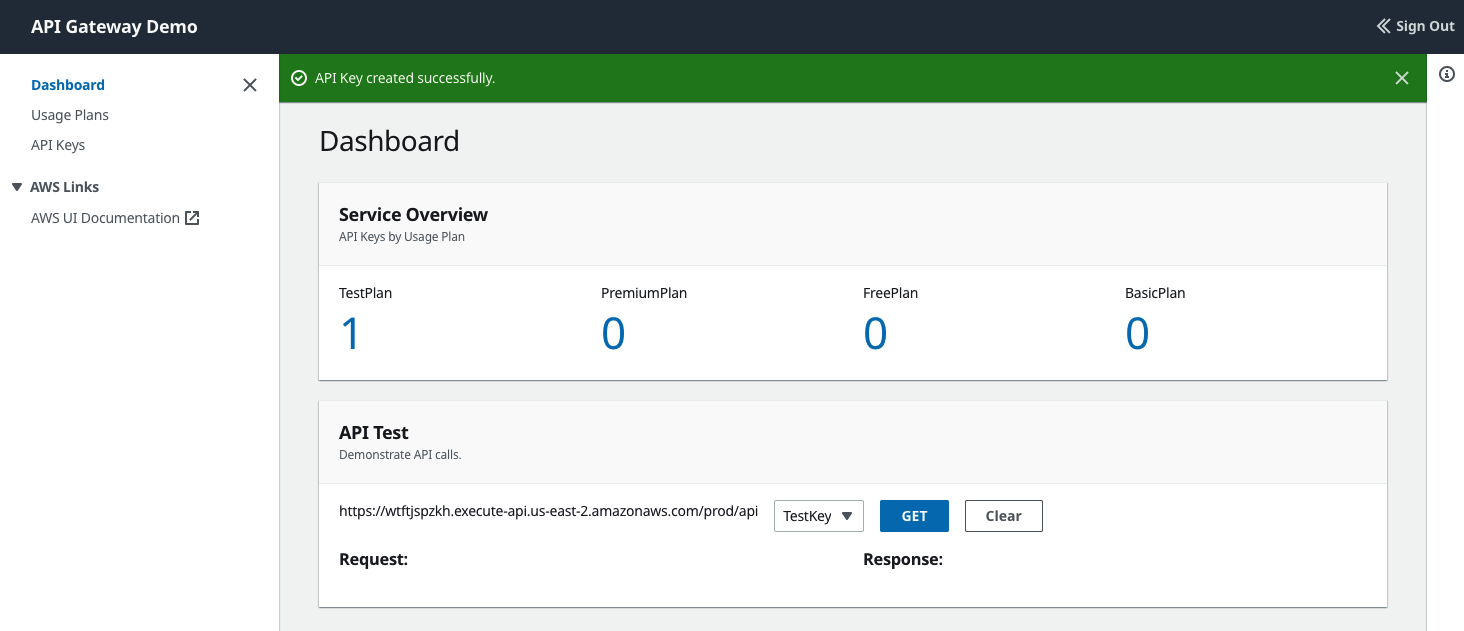 API Gateway Demo
Sign Out
Dashboard
Usage Plans
API Keys
AWS Links
AWS UI Documentation
API Key created successfully.
Dashboard
Service Overview
API Keys by Usage Plan
TestPlan PremiumPlan FreePlan BasicPlan
1 0 0 0
API Test
Demonstrate API calls.
https://wtftjspzkh.execute-api.us-east-2.amazonaws.com/prod/api TestKey GET Clear
Request: Response: